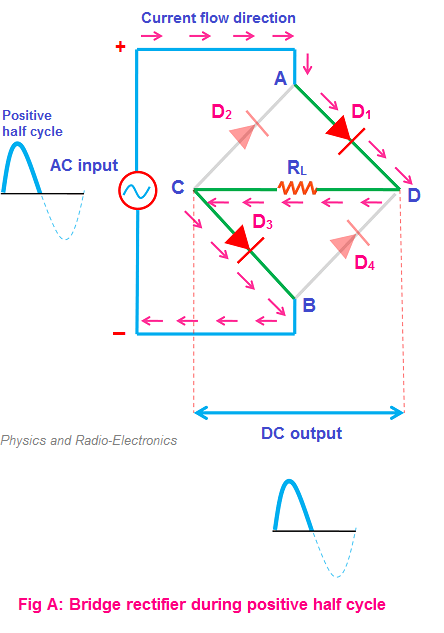 Current flow direction
+
A
D2
D1
Positive
half cycle
AC input
RL
C
D
D3
D4
B
−
DC output
Physics and Radio-Electronics
Fig A: Bridge rectifier during positive half cycle